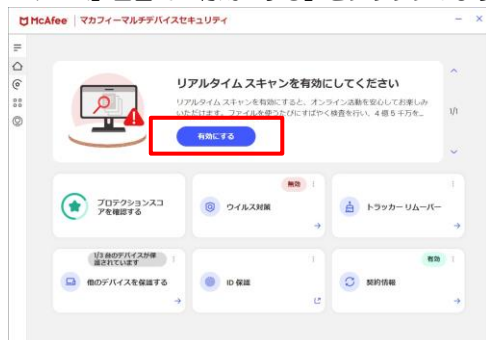 McAfee | マカフィーマルチデバイスセキュリティ
リアルタイム スキャンを有効にしてください
リアルタイム スキャンを有効にすると、オンライン活動を安心してお楽しみ
いただけます。ファイルを使うたびにすばやく検査を行い、4 億 5 千万を...
1/1
有効にする
プロテクションスコ
アを確認する
無効
ウイルス対策
トラッカー リムーバー
1/3 台のデバイスが保
護されています
他のデバイスを保護する
ID 保護
有効
契約情報